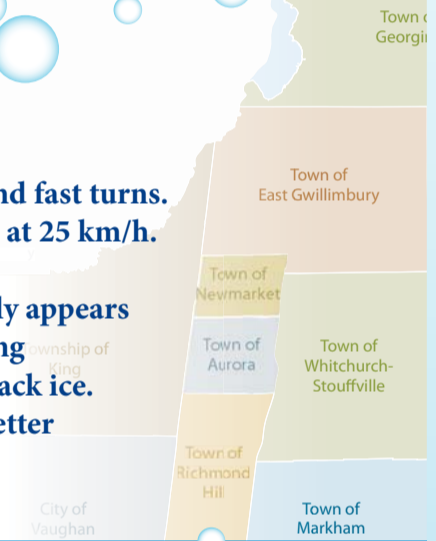 Town
Georgi
Town of
East Gwillimbury
nd fast turns.
at 25 km/h.
Town of
Newmarket
ly appears
ng
ack ice.
etter
ownship of
King
Town of
Aurora
Town of
Whitchurch-
Stouffville
Town of
Richmond
Hill
City of
Vaughan
Town of
Markham